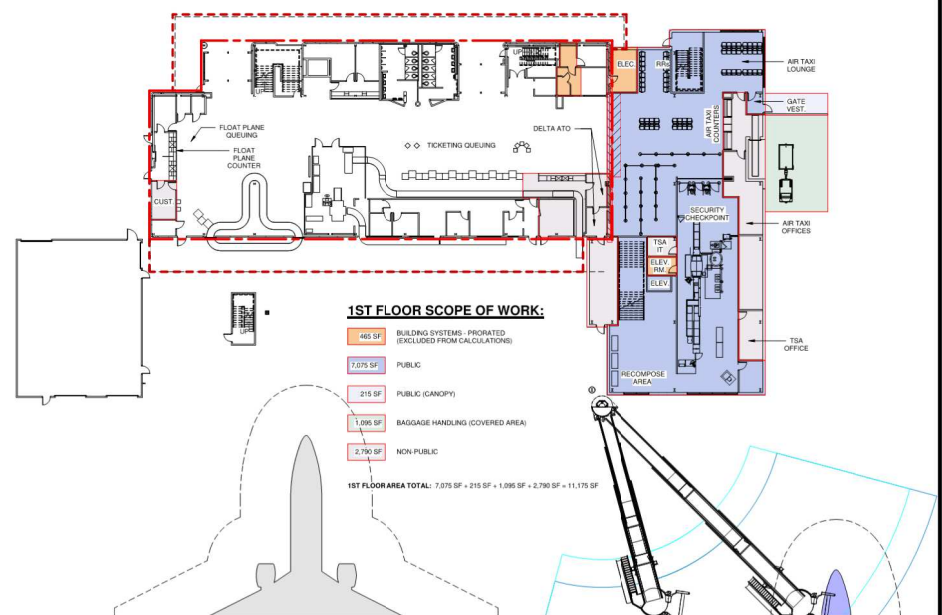 UP
ELEC.
RRs
AIR TAXI
LOUNGE
GATE
VEST.
AIR TAXI
COUNTERS
FLOAT PLANE
QUEUING
FLOAT
PLANE
COUNTER
DELTA ATO
TICKETING QUEUING
CUST.
SECURITY
CHECKPOINT
AIR TAXI
OFFICES
TSA
IT
ELEV.
RM.
ELEV.
UP
TSA
OFFICE
RECOMPOSE
AREA
1ST FLOOR SCOPE OF WORK:
465 SF BUILDING SYSTEMS - PRORATED
(EXCLUDED FROM CALCULATIONS)
7,075 SF PUBLIC
215 SF PUBLIC (CANOPY)
1,095 SF BAGGAGE HANDLING (COVERED AREA)
2,790 SF NON-PUBLIC
1ST FLOOR AREA TOTAL: 7,075 SF + 215 SF + 1,095 SF + 2,790 SF = 11,175 SF